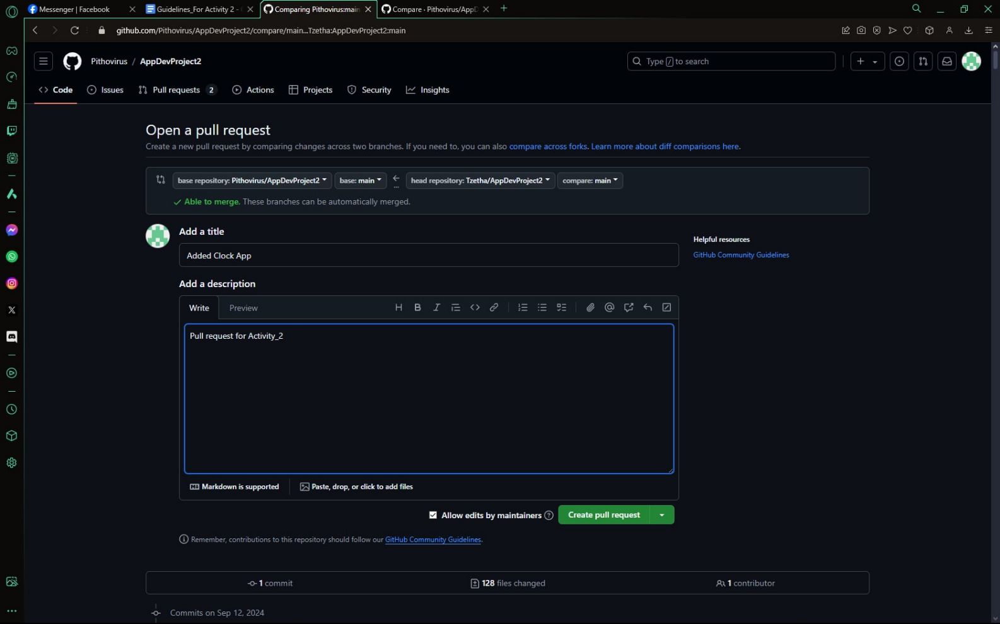 Messenger | Facebook
Guidelines_For Activity 2 -
Comparing Pithovirus:main
Compare · Pithovirus/AppD
github.com/Pithovirus/AppDevProject2/compare/main...Tzetha:AppDevProject2:main
Pithovirus / AppDevProject2
Type / to search
Code
Issues
Pull requests 2
Actions
Projects
Security
Insights
Open a pull request
Create a new pull request by comparing changes across two branches. If you need to, you can also compare across forks. Learn more about diff comparisons here.
base repository: Pithovirus/AppDevProject2
base: main
...
head repository: Tzetha/AppDevProject2
compare: main
Able to merge. These branches can be automatically merged.
Add a title
Added Clock App
Helpful resources
GitHub Community Guidelines
Add a description
Write
Preview
Pull request for Activity_2
Markdown is supported
Paste, drop, or click to add files
Allow edits by maintainers
Create pull request
Remember, contributions to this repository should follow our GitHub Community Guidelines.
1 commit
128 files changed
1 contributor
Commits on Sep 12, 2024